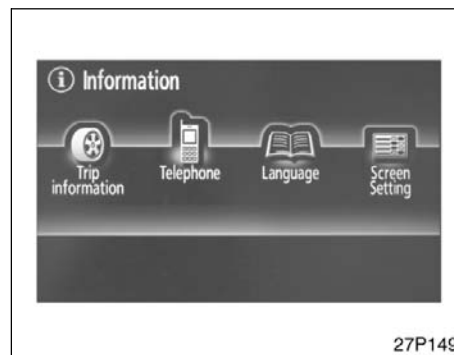 i Information
Trip
information
Telephone
Language
Screen
Setting
27P149